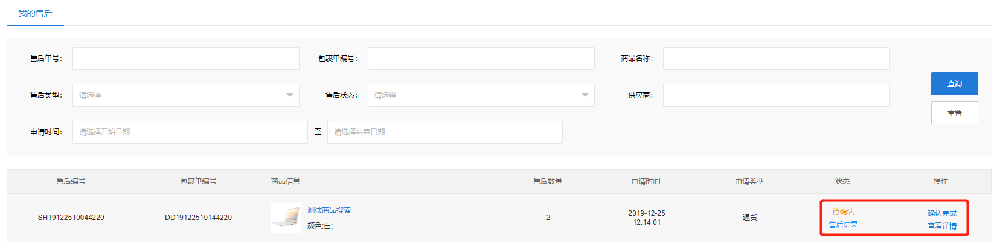 我的售后
售后单号：
包裹单编号：
商品名称：
售后类型： 请选择
售后状态： 请选择
供应商：
查询
重置
申请时间： 请选择开始日期 至 请选择结束日期
售后编号 包裹单编号 商品信息 售后数量 申请时间 申请类型 状态 操作
SH19122510044220
DD19122510144220
测试商品搜索
颜色:白;
2
2019-12-25
12:14:01
退货
待确认
售后结果
确认完成
查看详情